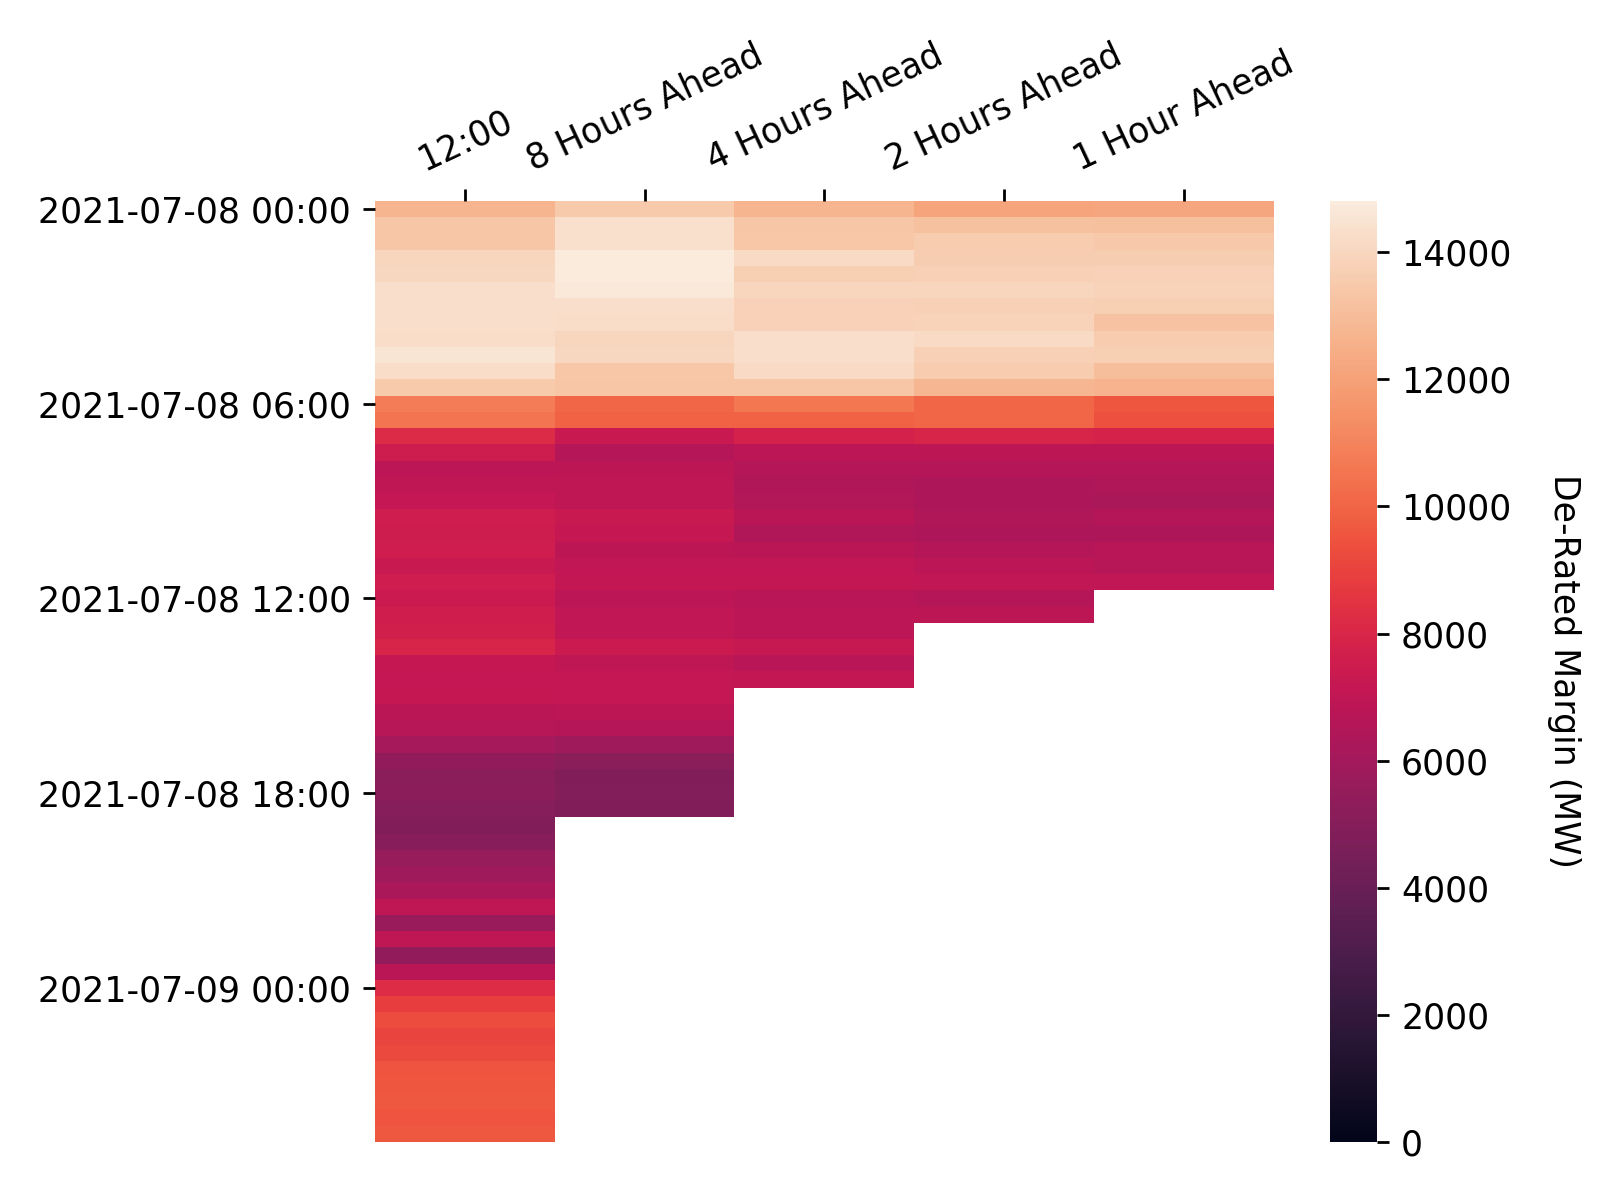 12:00
8 Hours Ahead
4 Hours Ahead
2 Hours Ahead
1 Hour Ahead
2021-07-08 00:00
2021-07-08 06:00
2021-07-08 12:00
2021-07-08 18:00
2021-07-09 00:00
14000
12000
10000
8000
6000
4000
2000
0
De-Rated Margin (MW)